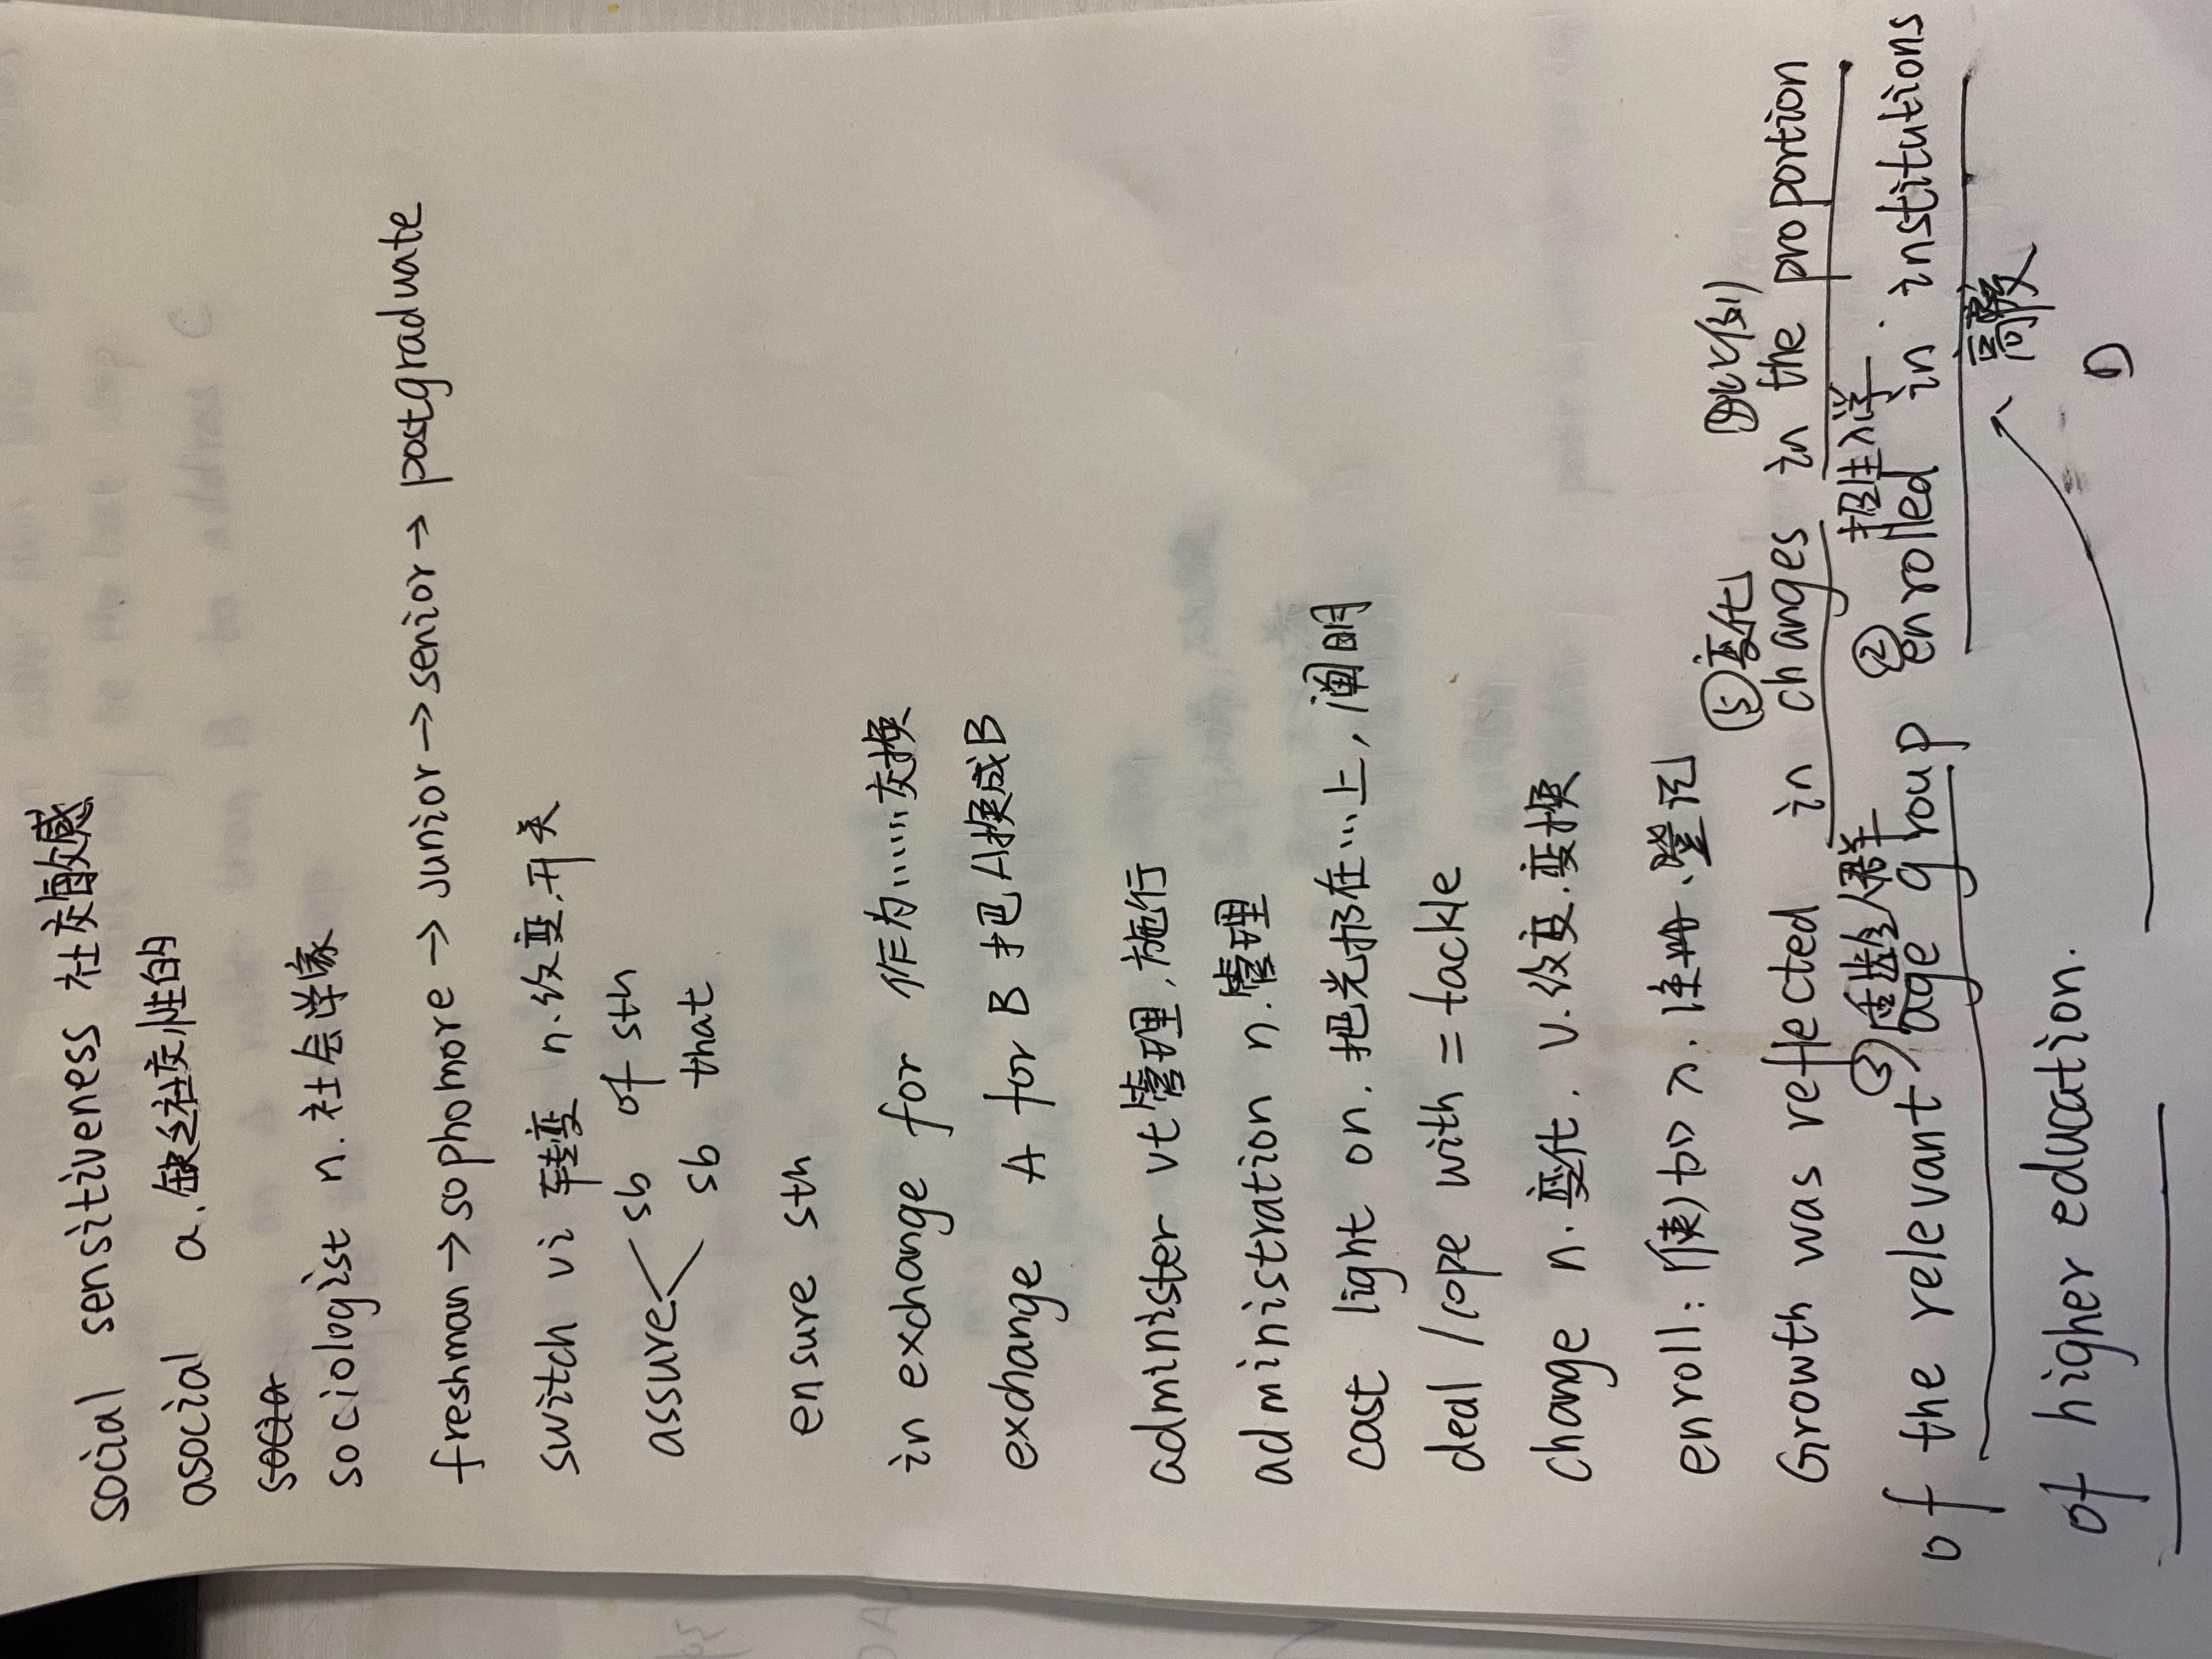 social sensitiveness 社交敏感
asocial a. 缺乏社交性的
socia
sociologist n. 社会学家
freshman → sophomore → junior → senior → postgraduate
switch vi 转变 n. 改变.开关
assure sb of sth
sb that
ensure sth
in exchange for 作为……交换
exchange A for B 把A换成B
administer vt 管理,施行
administration n. 管理
cast light on. 把光投在…上,阐明
deal /cope with = tackle
change n. 变化. v. 改变.变换
enroll: (使)加入.注册、登记
⑤变化 ④比例
Growth was reflected in changes in the proportion
③适龄人群 ② 招生入学
of the relevant age group enrolled in institutions
高校
of higher education.